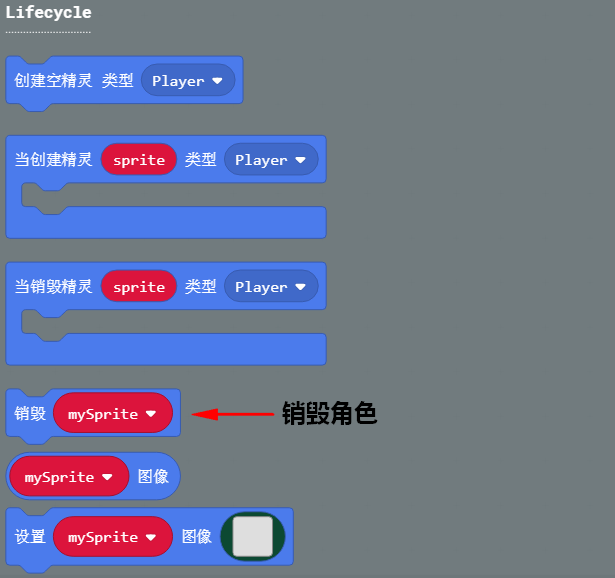 Lifecycle
创建空精灵 类型 Player
当创建精灵 sprite 类型 Player
当销毁精灵 sprite 类型 Player
销毁 mySprite 销毁角色
mySprite 图像
设置 mySprite 图像